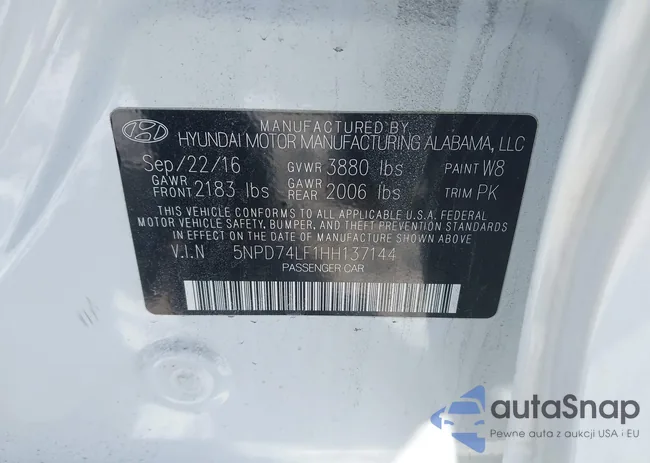 MANUFACTURED BY
HYUNDAI MOTOR MANUFACTURING ALABAMA, LLC
Sep/22/16 GVWR 3880 lbs PAINT W8
GAWR FRONT 2183 lbs GAWR REAR 2006 lbs TRIM PK
THIS VEHICLE CONFORMS TO ALL APPLICABLE U.S.A. FEDERAL
MOTOR VEHICLE SAFETY, BUMPER, AND THEFT PREVENTION STANDARDS
IN EFFECT ON THE DATE OF MANUFACTURE SHOWN ABOVE.
V.I.N 5NPD74LF1HH137144
PASSENGER CAR
autaSnap
Pewne auta z aukcji USA i EU